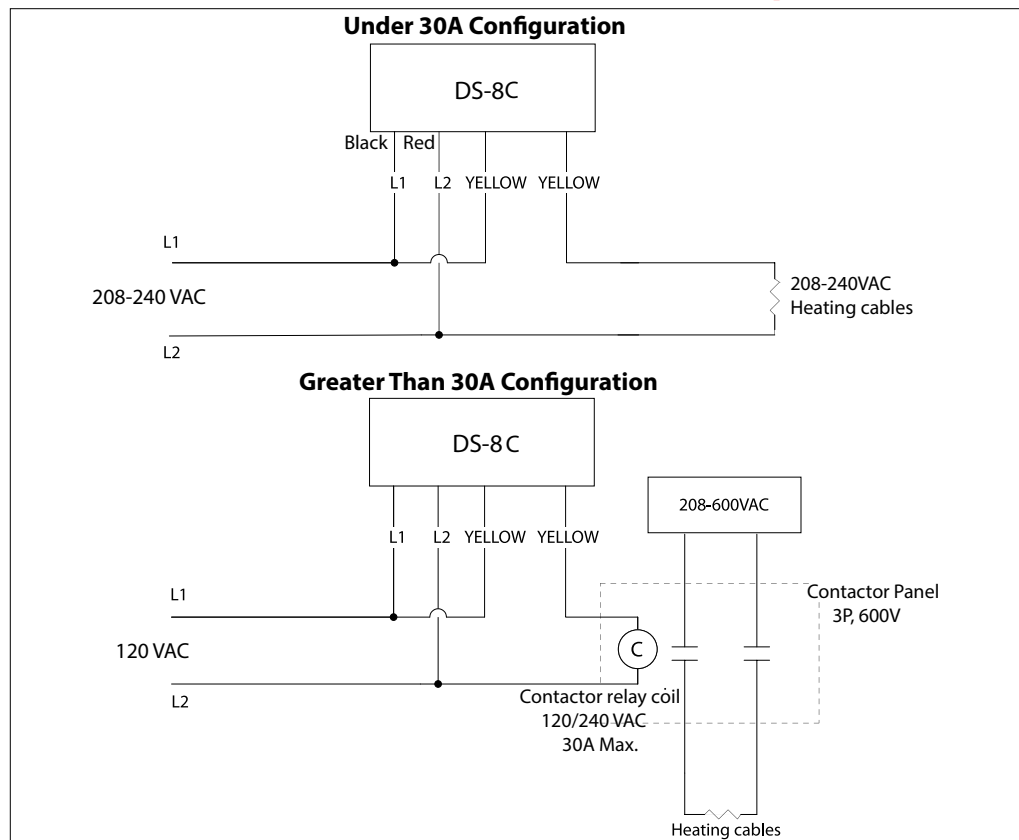 Under 30A Configuration
DS-8C
Black Red
L1 L2 YELLOW YELLOW
L1
208-240 VAC
L2
208-240VAC
Heating cables
Greater Than 30A Configuration
DS-8C
208-600VAC
L1 L2 YELLOW YELLOW
L1
120 VAC
L2
C
Contactor Panel
3P, 600V
Contactor relay coil
120/240 VAC
30A Max.
Heating cables